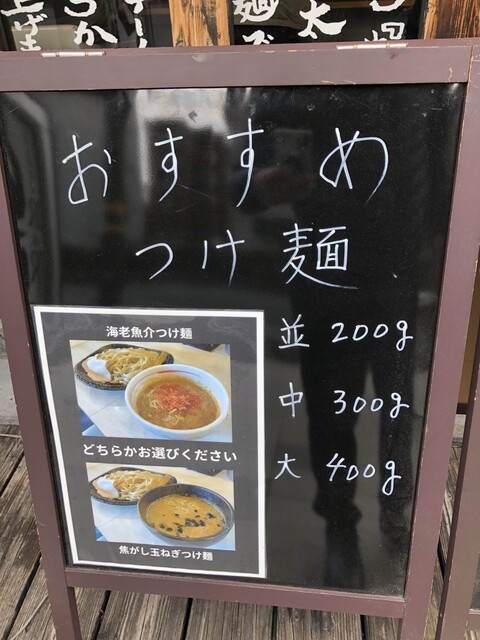 おすすめ
つけ麺
海老魚介つけ麺
どちらかお選びください
焦がし玉ねぎつけ麺
並 200g
中 300g
大 400g